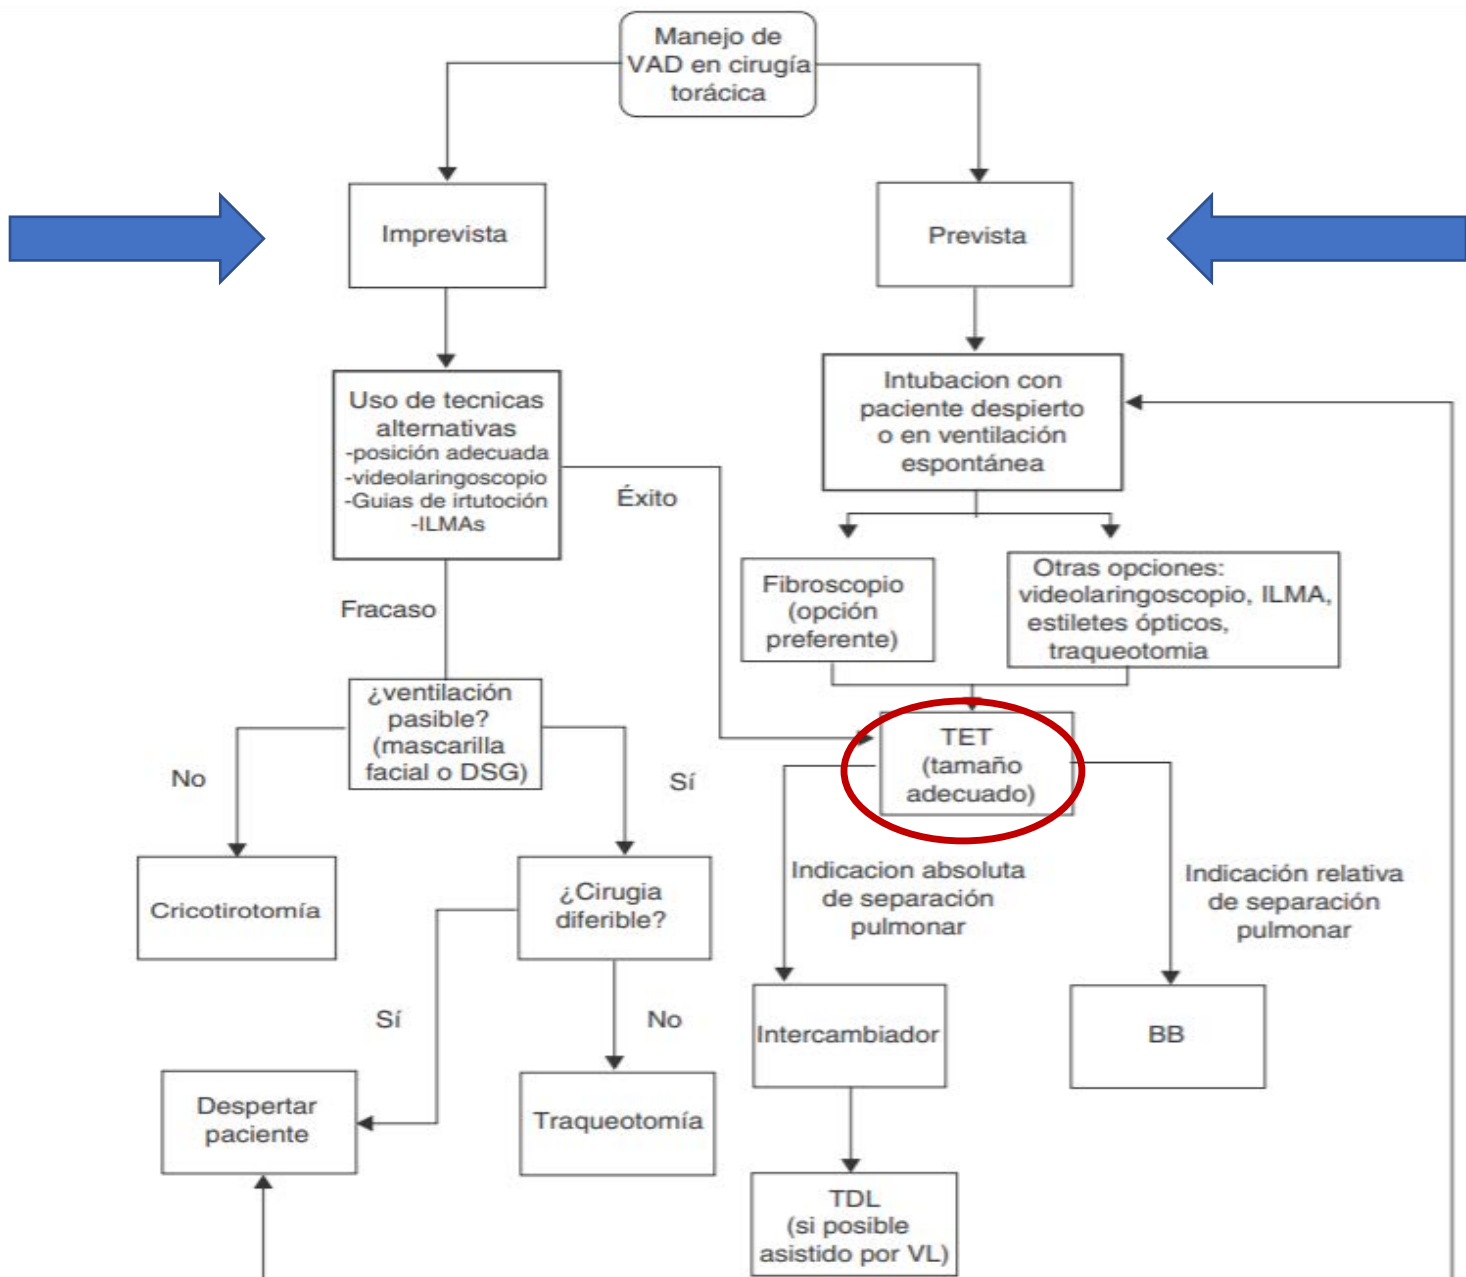 Manejo de
VAD en cirugía
torácica
Imprevista
Prevista
Uso de tecnicas
alternativas
-posición adecuada
-videolaringoscopio
-Guias de irtutoción
-ILMAs
Éxito
Fracaso
Intubacion con
paciente despierto
o en ventilación
espontánea
Fibroscopio
(opción
preferente)
Otras opciones:
videolaringoscopio, ILMA,
estiletes ópticos,
traqueotomia
¿ventilación
pasible?
(mascarilla
facial o DSG)
No
Sí
TET
(tamaño
adecuado)
Cricotirotomía
¿Cirugia
diferible?
Indicacion absoluta
de separación
pulmonar
Indicación relativa
de separación
pulmonar
Sí
No
Intercambiador
BB
Despertar
paciente
Traqueotomía
TDL
(si posible
asistido por VL)